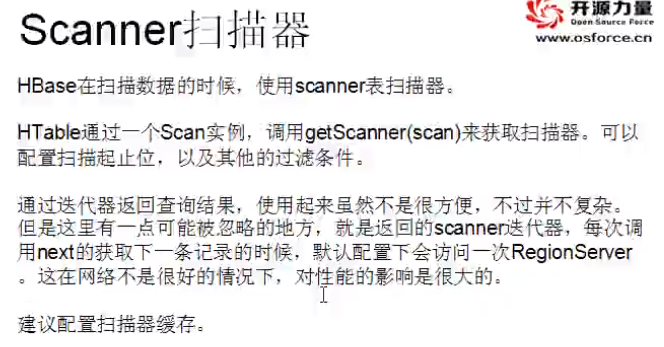 Scanner扫描器
开源力量
Open Source Force
www.osforce.cn
HBase在扫描数据的时候，使用scanner表扫描器。
HTable通过一个Scan实例，调用getScanner(scan)来获取扫描器。可以
配置扫描起止位，以及其他的过滤条件。
通过迭代器返回查询结果，使用起来虽然不是很方便，不过并不复杂。
但是这里有一点可能被忽略的地方，就是返回的scanner迭代器，每次调
用next的获取下一条记录的时候，默认配置下会访问一次RegionServer
。这在网络不是很好的情况下，对性能的影响是很大的。
建议配置扫描器缓存。